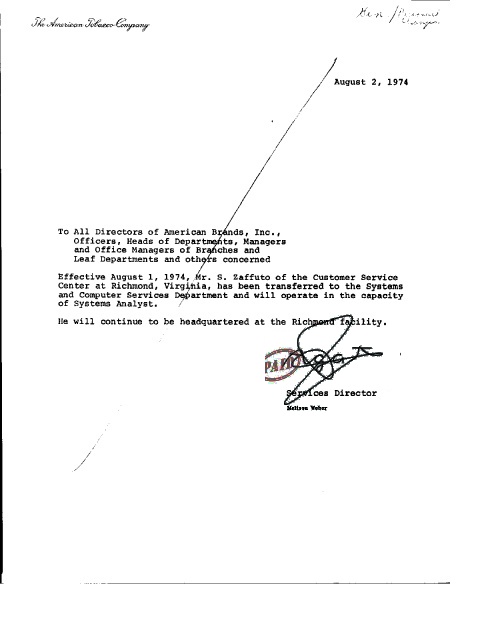 The American Tobacco Company
August 2, 1974
To All Directors of American Brands, Inc.,
Officers, Heads of Departments, Managers
and Office Managers of Branches and
Leaf Departments and others concerned
Effective August 1, 1974, Mr. S. Zaffuto of the Customer Service
Center at Richmond, Virginia, has been transferred to the Systems
and Computer Services Department and will operate in the capacity
of Systems Analyst.
He will continue to be headquartered at the Richmond facility.
PAID
Services Director
Melissa Weber